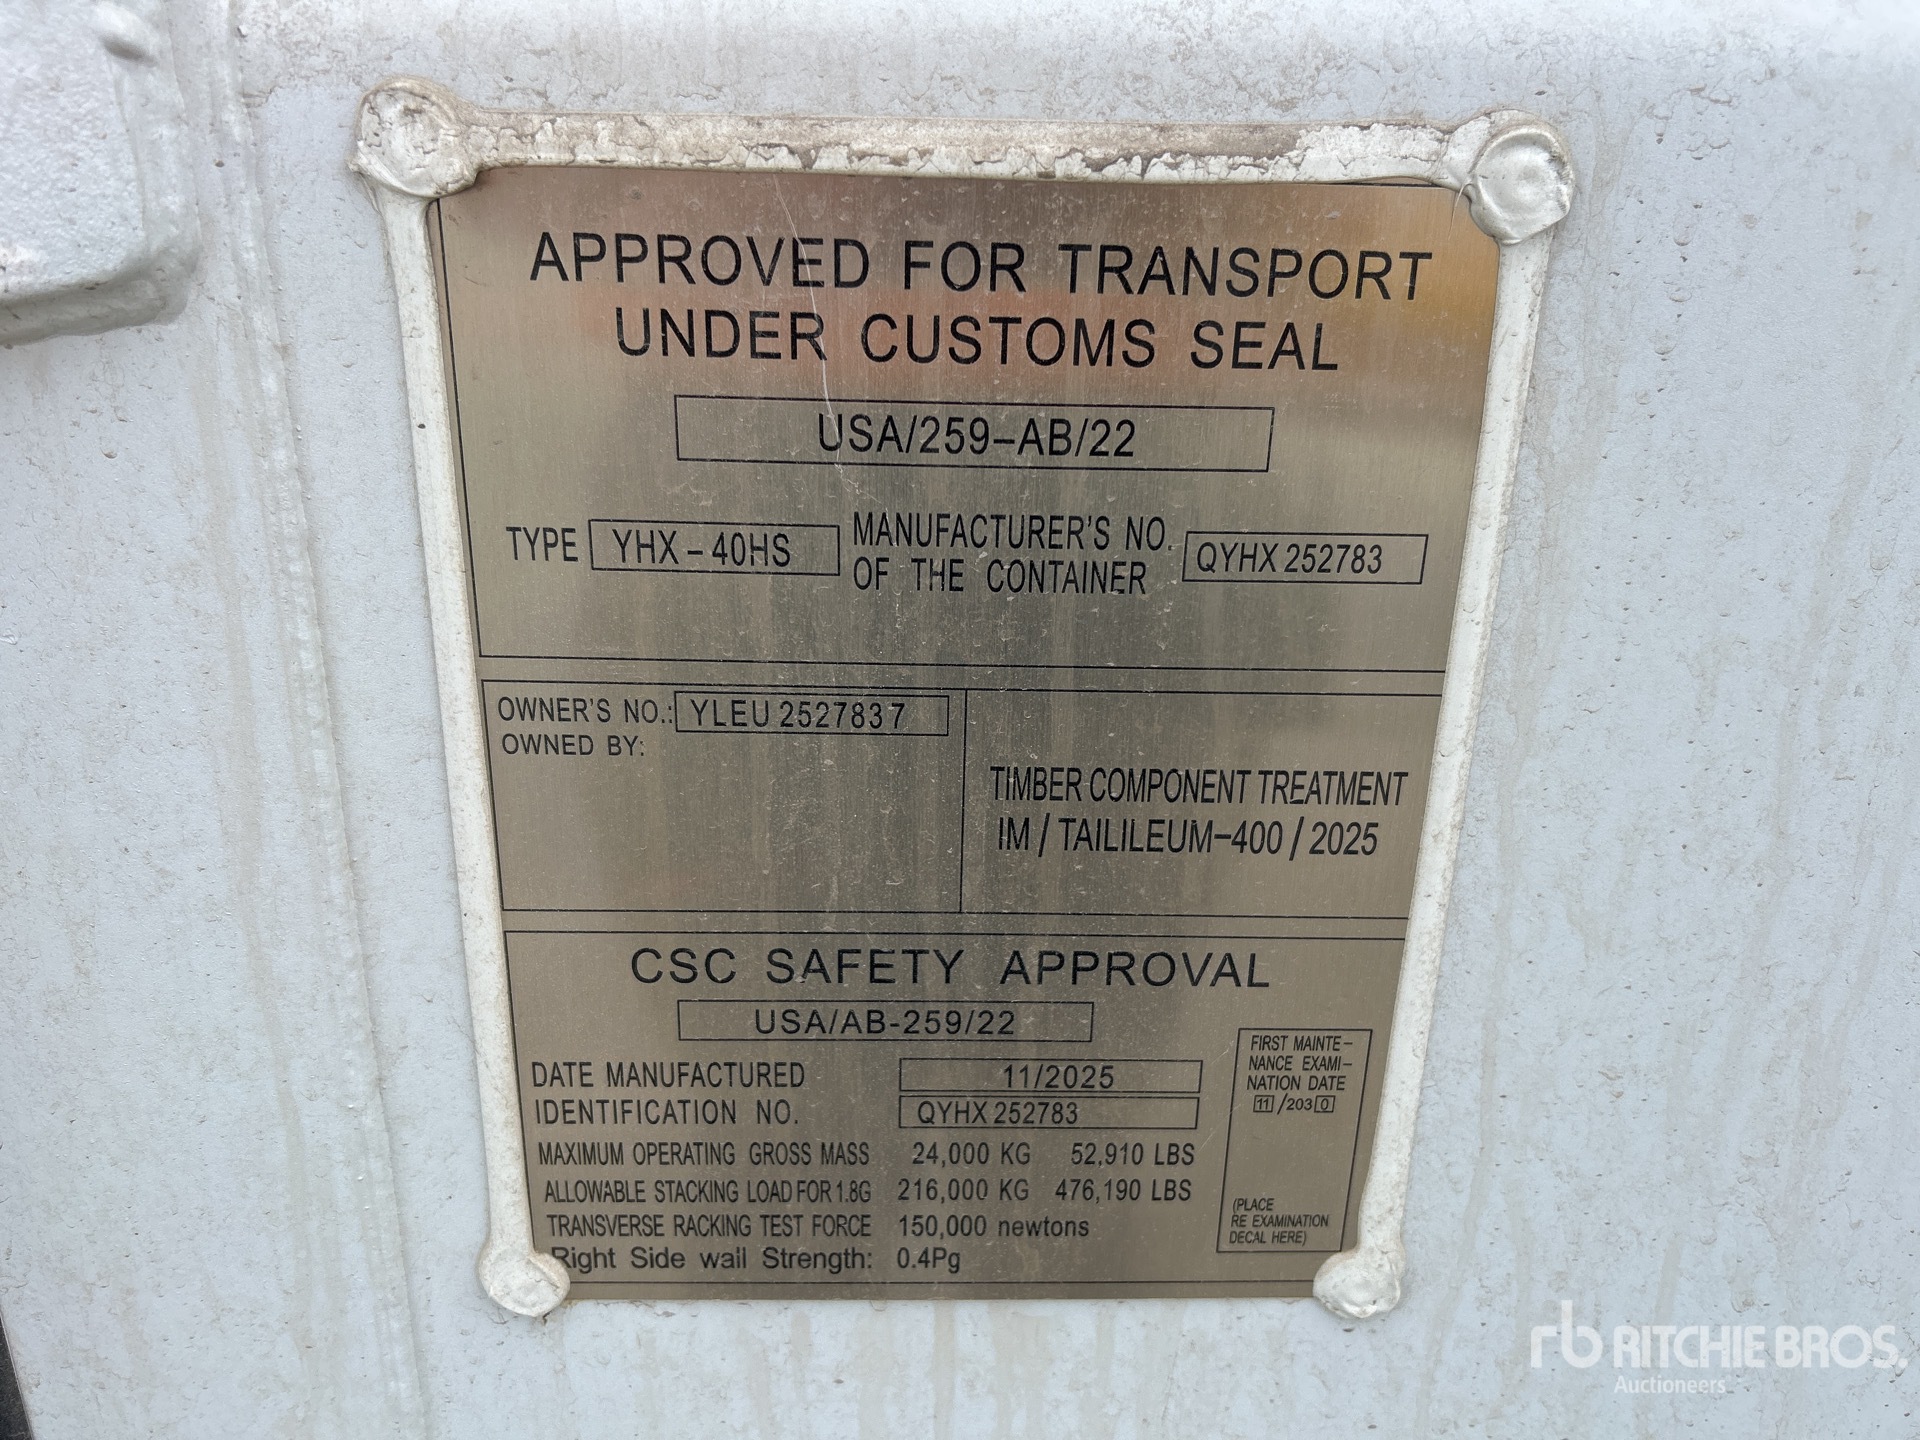 APPROVED FOR TRANSPORT
UNDER CUSTOMS SEAL
USA/259-AB/22
TYPE YHX-40HS MANUFACTURER'S NO. OF THE CONTAINER QYHX 252783
OWNER'S NO.: YLEU 2527837
OWNED BY:
TIMBER COMPONENT TREATMENT
IM / TAILILEUM-400 / 2025
CSC SAFETY APPROVAL
USA/AB-259/22
DATE MANUFACTURED 11/2025
IDENTIFICATION NO. QYHX 252783
MAXIMUM OPERATING GROSS MASS 24,000 KG 52,910 LBS
ALLOWABLE STACKING LOAD FOR 1.8G 216,000 KG 476,190 LBS
TRANSVERSE RACKING TEST FORCE 150,000 newtons
Right Side wall Strength: 0.4Pg
FIRST MAINTE-
NANCE EXAMI-
NATION DATE
11/2030
(PLACE
RE EXAMINATION
DECAL HERE)
rb RITCHIE BROS.
Auctioneers